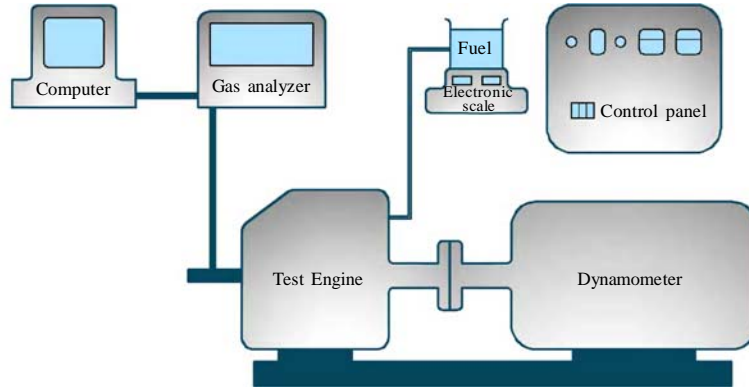 Computer
Gas analyzer
Fuel
Electronic
scale
Control panel
Test Engine
Dynamometer